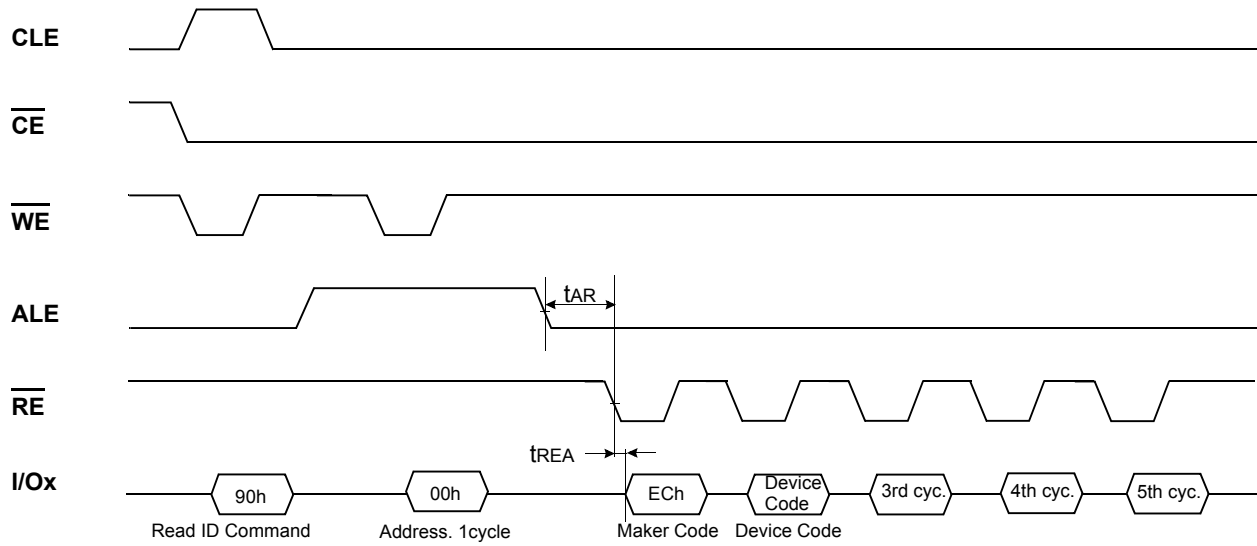 CLE
CE
WE
ALE
tAR
RE
tREA
I/Ox
90h
00h
ECh
Device
Code
3rd cyc.
4th cyc.
5th cyc.
Read ID Command
Address. 1cycle
Maker Code
Device Code